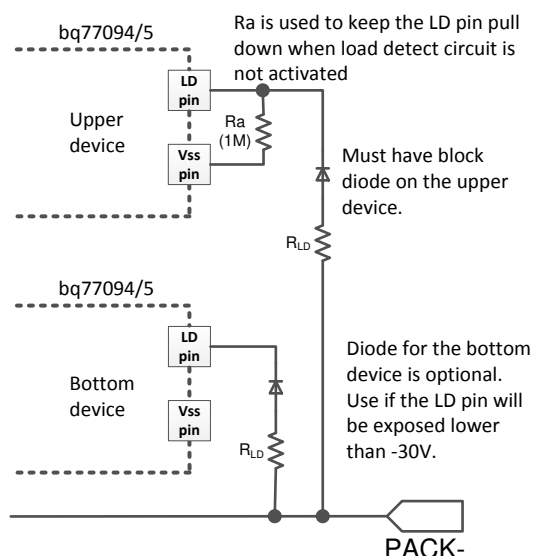 bq77094/5
Ra is used to keep the LD pin pull
down when load detect circuit is
not activated
LD
pin
Upper
device
Ra
(1M)
Vss
pin
Must have block
diode on the upper
device.
RLD
bq77094/5
LD
pin
Bottom
device
Vss
pin
RLD
Diode for the bottom
device is optional.
Use if the LD pin will
be exposed lower
than -30V.
PACK-